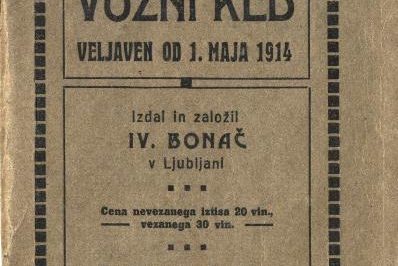 VOZNI RED
VELJAVEN OD 1. MAJA 1914
Izdal in založil
IV. BONAČ
v Ljubljani
Cena nevezanega iztisa 20 vin.,
vezanega 30 vin.